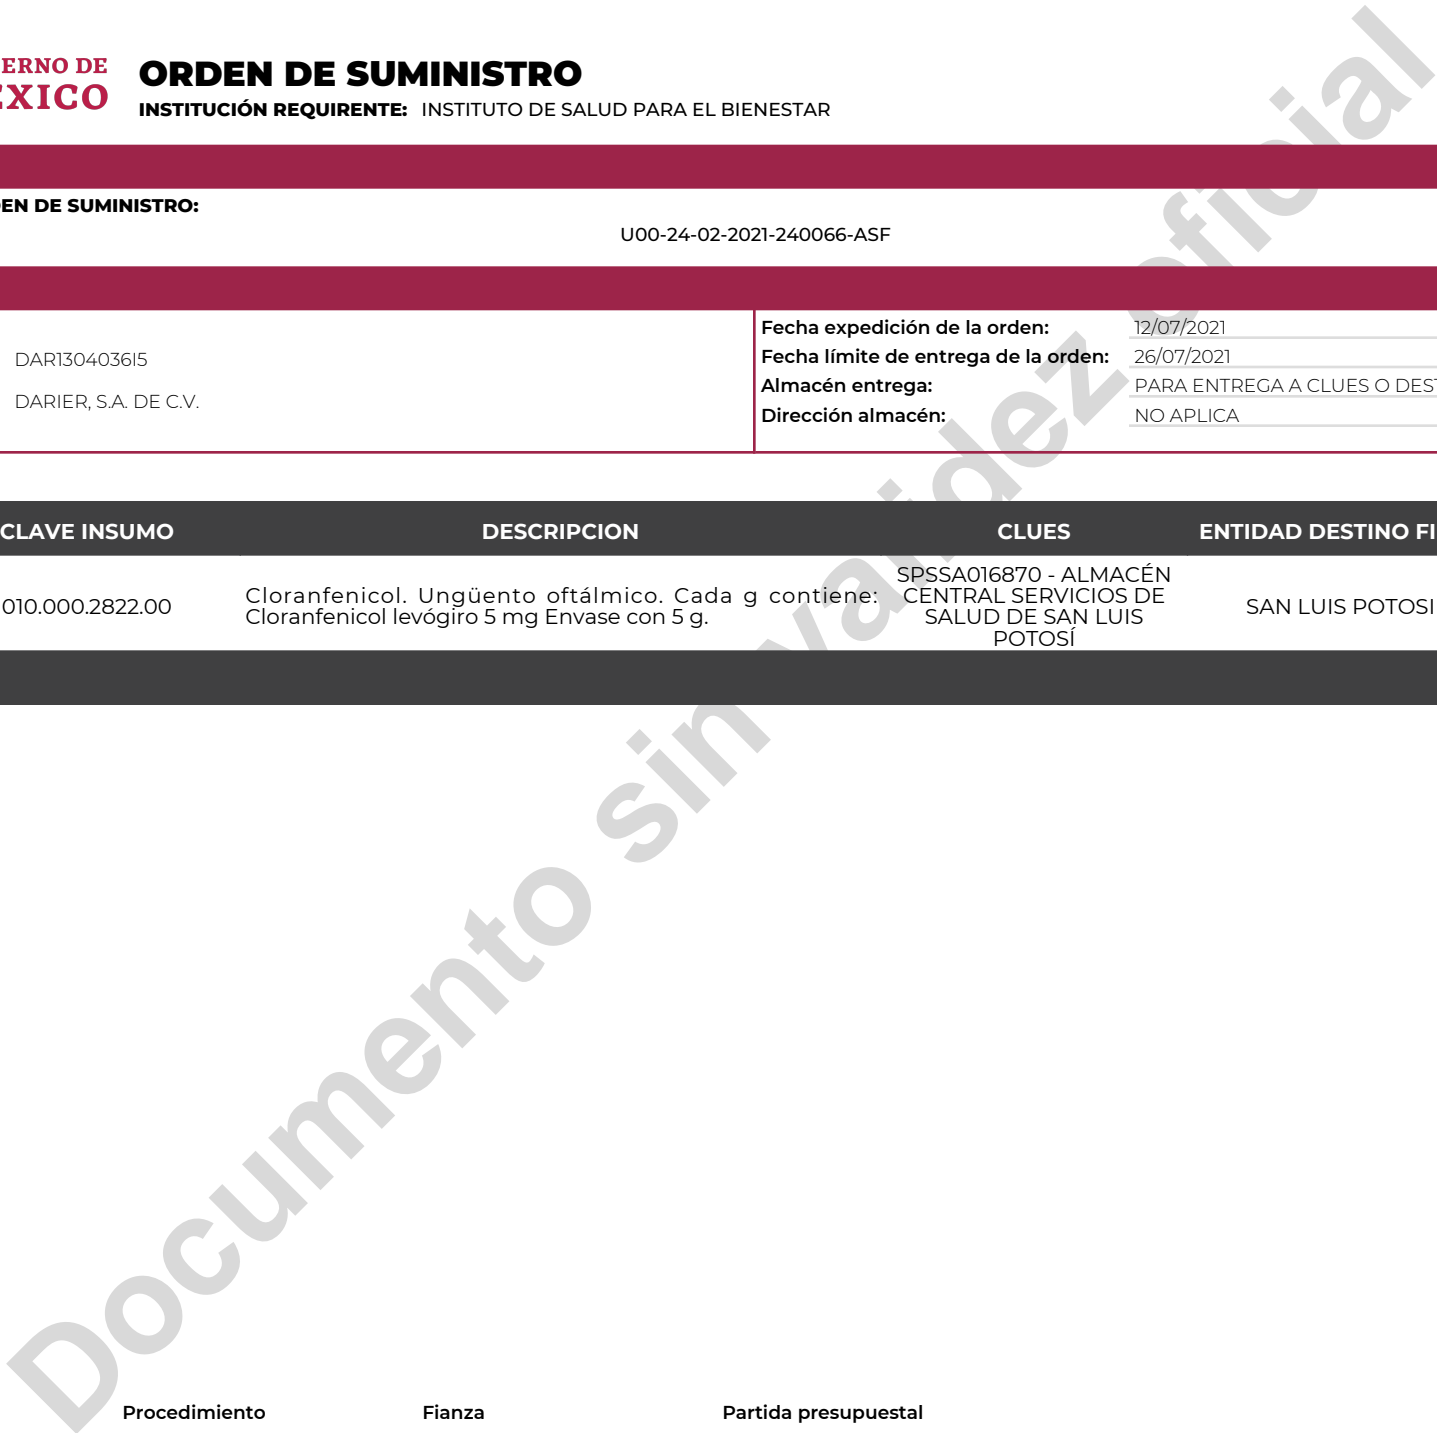 ERNO DE
ORDEN DE SUMINISTRO
XICO
INSTITUCIÓN REQUIRENTE: INSTITUTO DE SALUD PARA EL BIENESTAR
EN DE SUMINISTRO:
U00-24-02-2021-240066-ASF
DAR1304036I5
DARIER, S.A. DE C.V.
Fecha expedición de la orden: 12/07/2021
Fecha límite de entrega de la orden: 26/07/2021
Almacén entrega: PARA ENTREGA A CLUES O DEST
Dirección almacén: NO APLICA
CLAVE INSUMO DESCRIPCION CLUES ENTIDAD DESTINO FI
010.000.2822.00
Cloranfenicol. Ungüento oftálmico. Cada g contiene:
Cloranfenicol levógiro 5 mg Envase con 5 g.
SPSSA016870 - ALMACÉN
CENTRAL SERVICIOS DE
SALUD DE SAN LUIS
POTOSÍ
SAN LUIS POTOSI
Documento sin validez oficial
Procedimiento Fianza Partida presupuestal